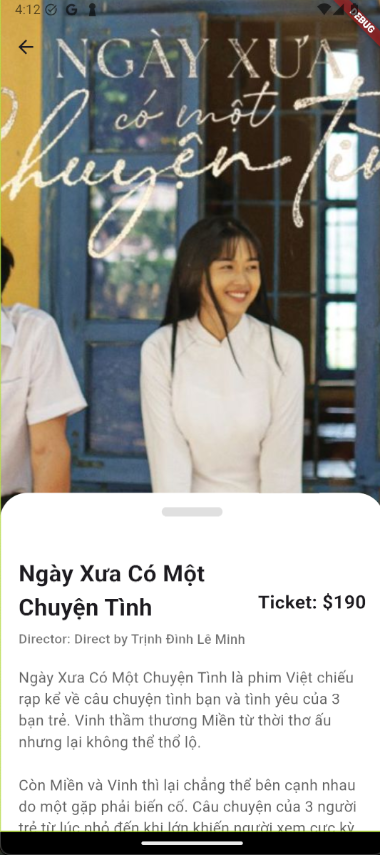 4:12 G
DEBUG
NGÀY XƯA
có một
Chuyện Tìn
Ngày Xưa Có Một
Chuyện Tình
Ticket: $190
Director: Direct by Trịnh Đình Lê Minh
Ngày Xưa Có Một Chuyện Tình là phim Việt chiếu
rạp kể về câu chuyện tình bạn và tình yêu của 3
bạn trẻ. Vinh thầm thương Miền từ thời thơ ấu
nhưng lại không thể thổ lộ.
Còn Miền và Vinh thì lại chẳng thể bên cạnh nhau
do một gặp phải biến cố. Câu chuyện của 3 người
trẻ từ lúc nhỏ đến khi lớn khiến người xem cực kỳ